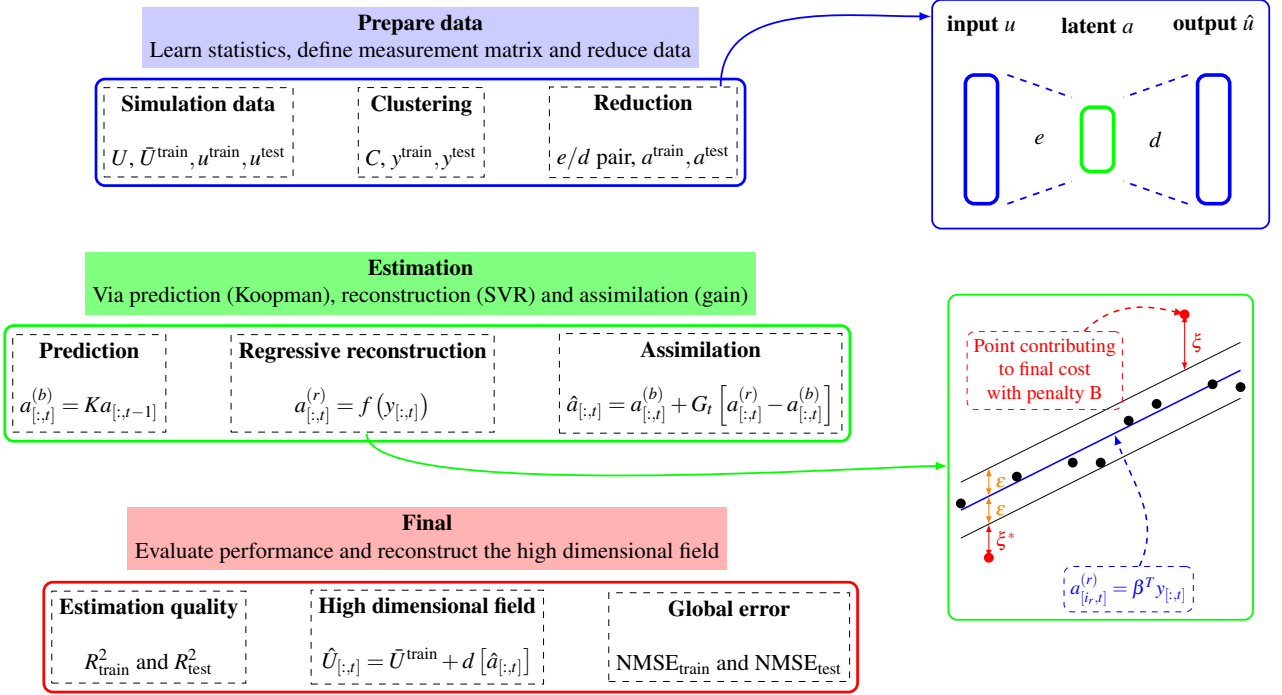 Prepare data
Learn statistics, define measurement matrix and reduce data
Simulation data
U, Ū^train, u^train, u^test
Clustering
C, y^train, y^test
Reduction
e/d pair, a^train, a^test
input u
latent a
output û
e
d
Estimation
Via prediction (Koopman), reconstruction (SVR) and assimilation (gain)
Prediction
a^(b)_[:,t] = Ka_[:,t−1]
Regressive reconstruction
a^(r)_[:,t] = f (y_[:,t])
Assimilation
â_[:,t] = a^(b)_[:,t] + G_t [a^(r)_[:,t] − a^(b)_[:,t]]
Point contributing
to final cost
with penalty B
ξ
ε
ε
ξ*
a^(r)_[i_r,t] = β^T y_[:,t]
Final
Evaluate performance and reconstruct the high dimensional field
Estimation quality
R²_train and R²_test
High dimensional field
Û_[:,t] = Ū^train + d [â_[:,t]]
Global error
NMSE_train and NMSE_test